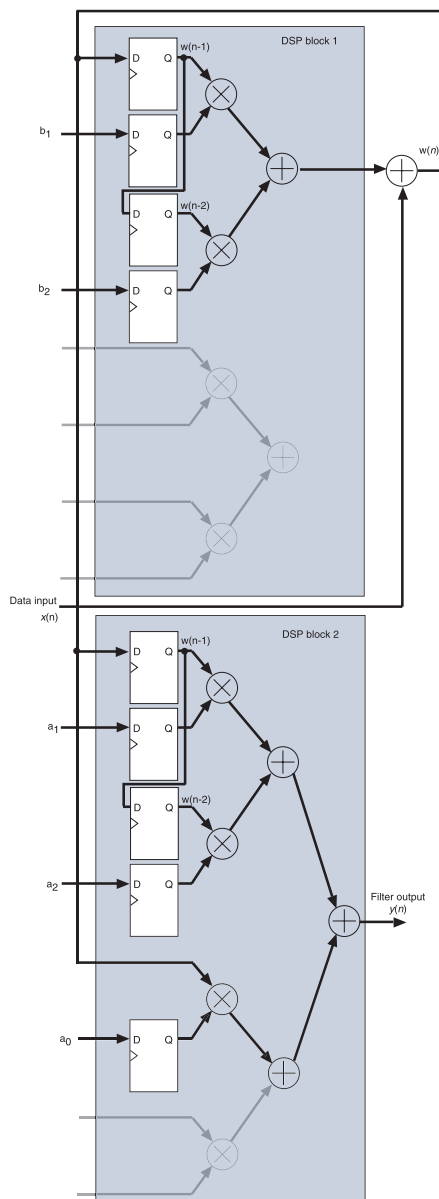 DSP block 1
D Q w(n-1)
b1 D Q
w(n)
D Q w(n-2)
b2 D Q
Data input
x(n)
DSP block 2
D Q w(n-1)
a1 D Q
D Q w(n-2)
a2 D Q
Filter output
y(n)
a0 D Q